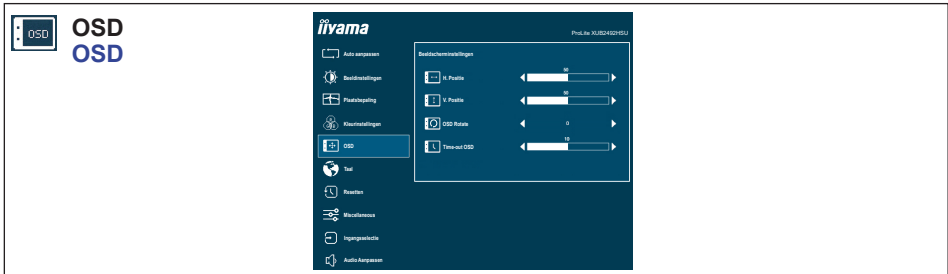 OSD
OSD
OSD
iiyama
ProLite XUB2492HSU
Auto aanpassen
Beeldinstellingen
Plaatsbepaling
Kleurinstellingen
OSD
Taal
Resetten
Miscellaneous
Ingangsselectie
Audio Aanpassen
Beeldscherminstellingen
H. Positie
50
V. Positie
50
OSD Rotate
0
Time-out OSD
10